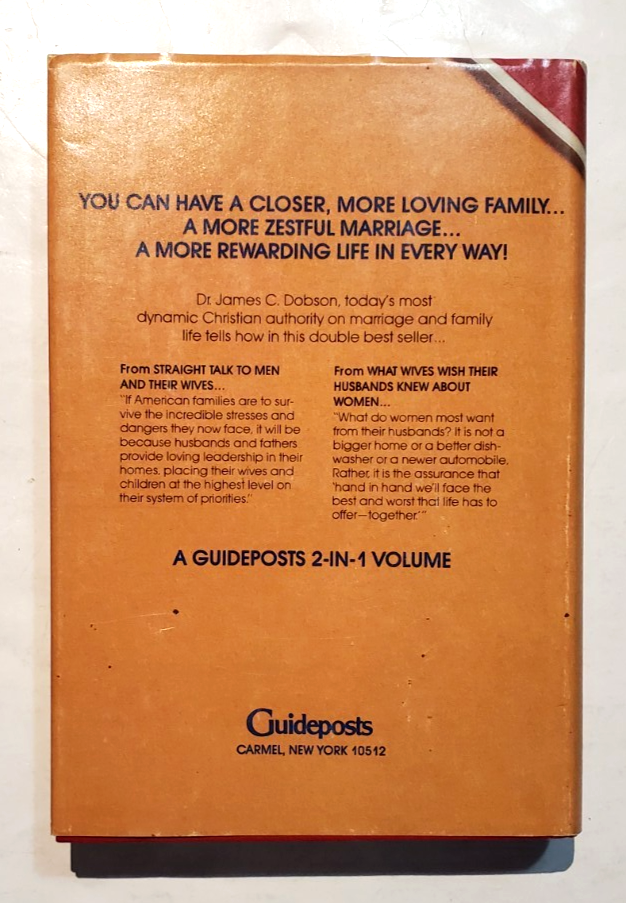 YOU CAN HAVE A CLOSER, MORE LOVING FAMILY...
A MORE ZESTFUL MARRIAGE...
A MORE REWARDING LIFE IN EVERY WAY!
Dr. James C. Dobson, today's most
dynamic Christian authority on marriage and family
life tells how in this double best seller...
From STRAIGHT TALK TO MEN
AND THEIR WIVES...
"If American families are to sur-
vive the incredible stresses and
dangers they now face, it will be
because husbands and fathers
provide loving leadership in their
homes, placing their wives and
children at the highest level on
their system of priorities."
From WHAT WIVES WISH THEIR
HUSBANDS KNEW ABOUT
WOMEN...
"What do women most want
from their husbands? It is not a
bigger home or a better dish-
washer or a newer automobile.
Rather, it is the assurance that
'hand in hand we'll face the
best and worst that life has to
offer—together.'"
A GUIDEPOSTS 2-IN-1 VOLUME
Guideposts
CARMEL, NEW YORK 10512